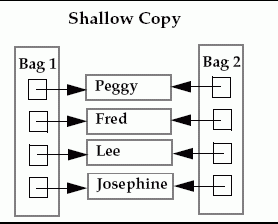 Shallow Copy
Bag 1
Bag 2
Peggy
Fred
Lee
Josephine